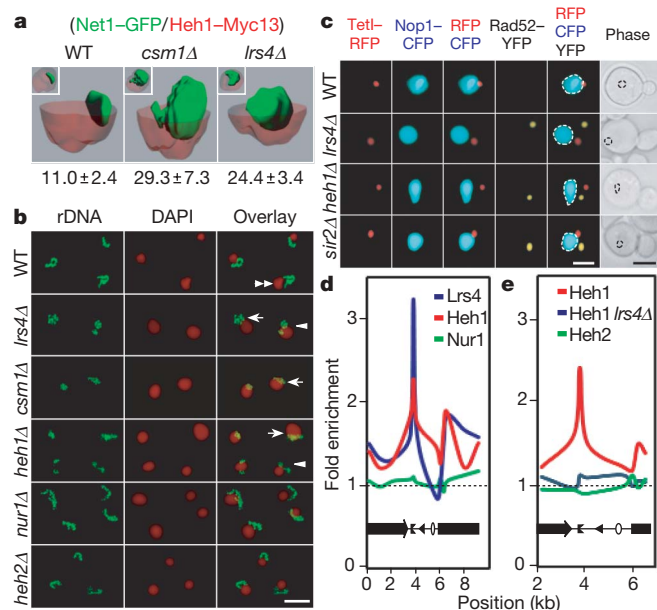 a
(Net1–GFP/Heh1–Myc13)
WT csm1Δ lrs4Δ
11.0±2.4 29.3±7.3 24.4±3.4
b
rDNA DAPI Overlay
WT
lrs4Δ
csm1Δ
heh1Δ
nur1Δ
heh2Δ
c
TetI–RFP
Nop1–CFP
RFP CFP
Rad52–YFP
RFP CFP YFP
Phase
WT
lrs4Δ
heh1Δ
sir2Δ
d
Fold enrichment
3
2
1
0
Lrs4
Heh1
Nur1
0 2 4 6 8
e
3
2
1
0
Heh1
Heh1 lrs4Δ
Heh2
2 4 6
Position (kb)